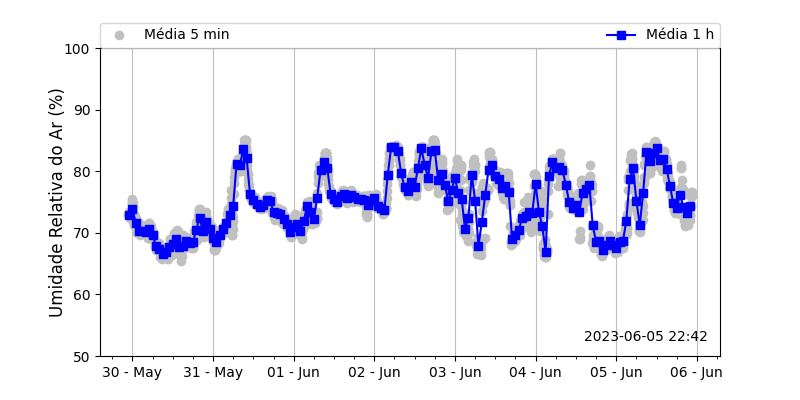 Média 5 min
Média 1 h
Umidade Relativa do Ar (%)
100
90
80
70
60
50
2023-06-05 22:42
30 - May
31 - May
01 - Jun
02 - Jun
03 - Jun
04 - Jun
05 - Jun
06 - Jun